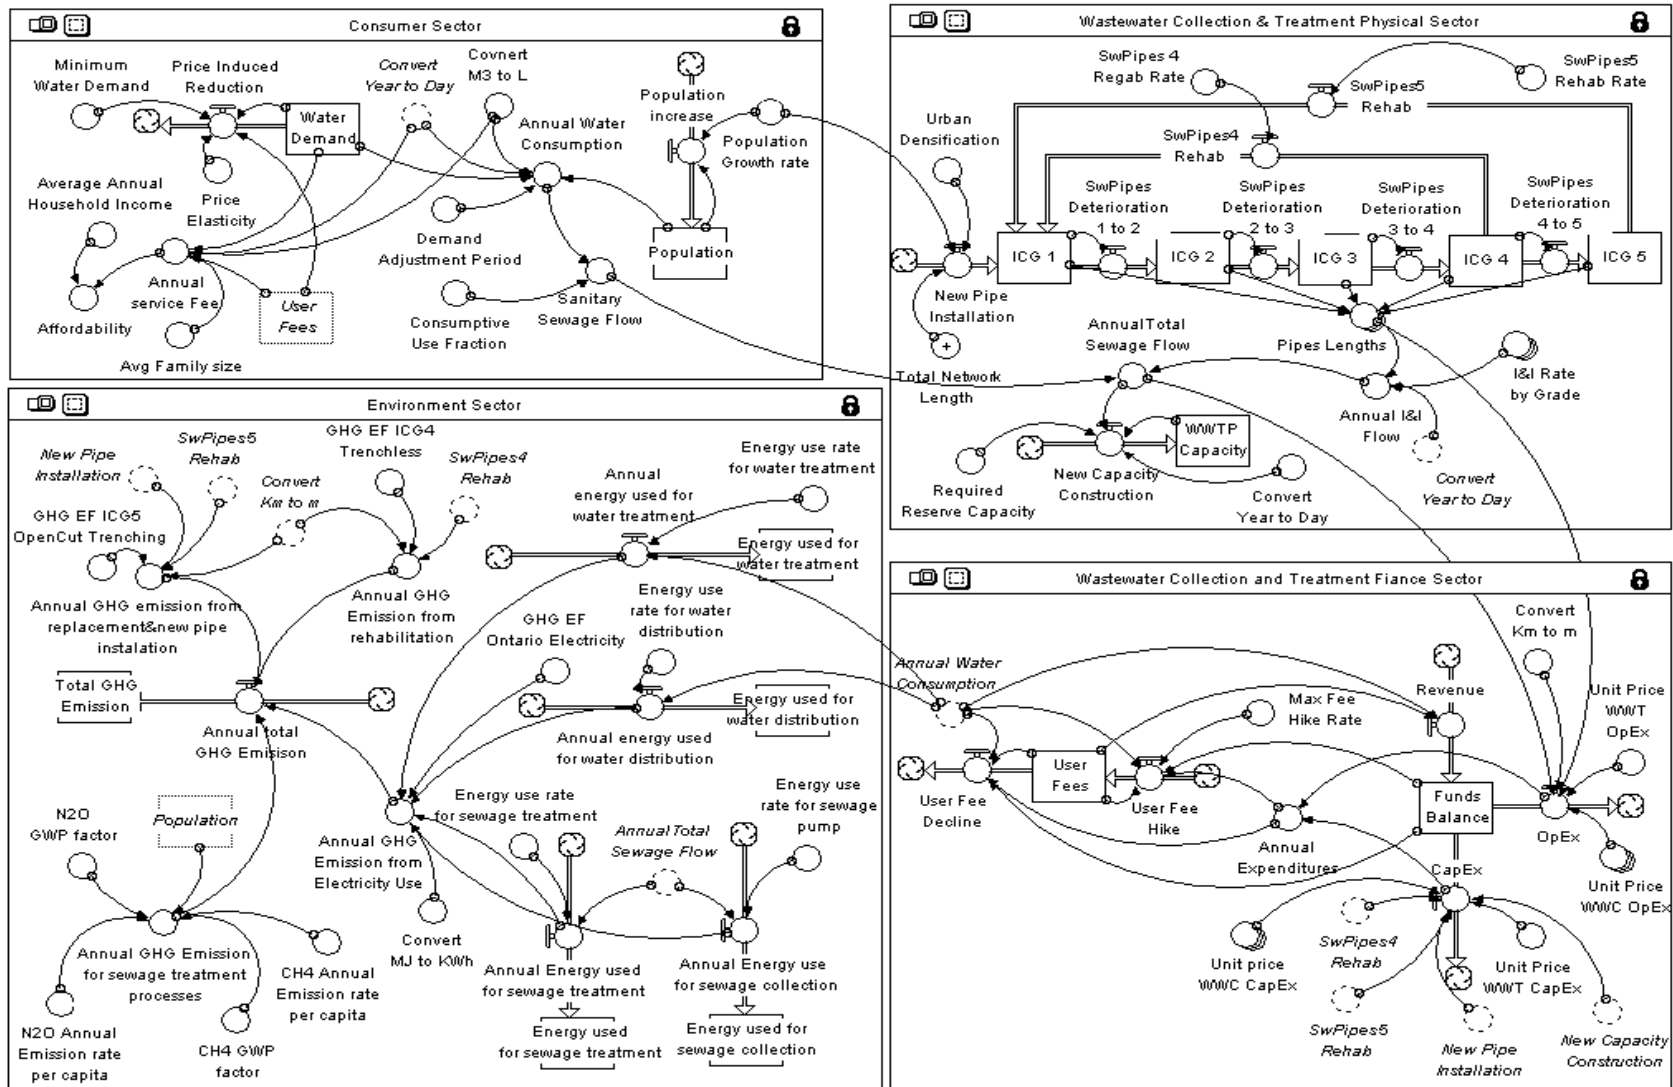 Consumer Sector
Minimum
Water Demand
Price Induced
Reduction
Convert
Year to Day
Covnert
M3 to L
Water
Demand
Annual Water
Consumption
Population
increase
Population
Growth rate
Average Annual
Household Income
Price
Elasticity
Demand
Adjustment Period
Population
Annual
service Fee
User
Fees
Affordability
Consumptive
Use Fraction
Sanitary
Sewage Flow
Avg Family size
Wastewater Collection & Treatment Physical Sector
SwPipes 4
Regab Rate
SwPipes5
Rehab
SwPipes5
Rehab Rate
Urban
Densification
SwPipes4
Rehab
SwPipes
Deterioration
1 to 2
SwPipes
Deterioration
2 to 3
SwPipes
Deterioration
3 to 4
SwPipes
Deterioration
4 to 5
ICG 1
ICG 2
ICG 3
ICG 4
ICG 5
New Pipe
Installation
Annual Total
Sewage Flow
Pipes Lengths
Total Network
Length
I&I Rate
by Grade
Annual I&I
Flow
WWTP
Capacity
New Capacity
Construction
Required
Reserve Capacity
Convert
Year to Day
Convert
Year to Day
Environment Sector
New Pipe
Installation
SwPipes5
Rehab
GHG EF ICG4
Trenchless
Convert
Km to m
SwPipes4
Rehab
Annual
energy used for
water treatment
Energy use rate
for water treatment
GHG EF ICG5
OpenCut Trenching
Energy used for
water treatment
Annual GHG emission from
replacement&new pipe
instalation
Annual GHG
Emission from
rehabilitation
GHG EF
Ontario Electricity
Energy use
rate for water
distribution
Total GHG
Emission
Annual total
GHG Emisison
Energy used for
water distribution
Annual energy used
for water distribution
N2O
GWP factor
Population
Energy use rate
for sewage treatment
Annual Total
Sewage Flow
Energy use
rate for sewage
pump
Annual GHG
Emission from
Electricity Use
Convert
MJ to KWh
Annual GHG Emission
for sewage treatment
processes
CH4 Annual
Emission rate
per capita
Annual Energy used
for sewage treatment
Annual Energy use
for sewage collection
N2O Annual
Emission rate
per capita
CH4 GWP
factor
Energy used
for sewage treatment
Energy used for
sewage collection
Wastewater Collection and Treatment Fiance Sector
Convert
Km to m
Annual Water
Consumption
Revenue
Max Fee
Hike Rate
Unit Price
WWT
OpEx
User
Fees
User Fee
Decline
User Fee
Hike
Funds
Balance
OpEx
Annual
Expenditures
CapEx
Unit Price
WWC OpEx
SwPipes4
Rehab
Unit price
WWC CapEx
Unit Price
WWT CapEx
SwPipes5
Rehab
New Pipe
Installation
New Capacity
Construction